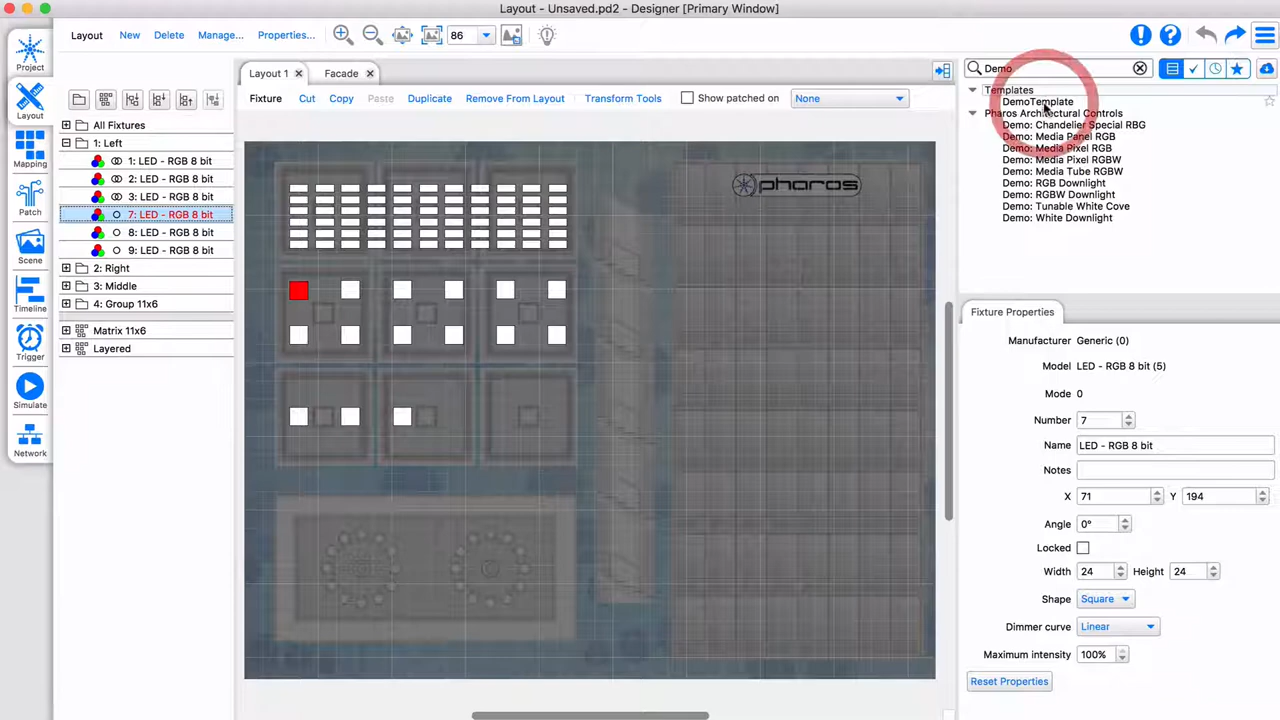 Layout - Unsaved.pd2 - Designer [Primary Window]
Project
Layout
Mapping
Patch
Scene
Timeline
Trigger
Simulate
Network
Layout New Delete Manage... Properties... 86
All Fixtures
1: Left
1: LED - RGB 8 bit
2: LED - RGB 8 bit
3: LED - RGB 8 bit
7: LED - RGB 8 bit
8: LED - RGB 8 bit
9: LED - RGB 8 bit
2: Right
3: Middle
4: Group 11x6
Matrix 11x6
Layered
Layout 1 Facade
Fixture Cut Copy Paste Duplicate Remove From Layout Transform Tools Show patched on None
pharos
Demo
Templates
DemoTemplate
Pharos Architectural Controls
Demo: Chandelier Special RBG
Demo: Media Panel RGB
Demo: Media Pixel RGB
Demo: Media Pixel RGBW
Demo: Media Tube RGBW
Demo: RGB Downlight
Demo: RGBW Downlight
Demo: Tunable White Cove
Demo: White Downlight
Fixture Properties
Manufacturer Generic (0)
Model LED - RGB 8 bit (5)
Mode 0
Number 7
Name LED - RGB 8 bit
Notes
X 71 Y 194
Angle 0°
Locked
Width 24 Height 24
Shape Square
Dimmer curve Linear
Maximum intensity 100%
Reset Properties